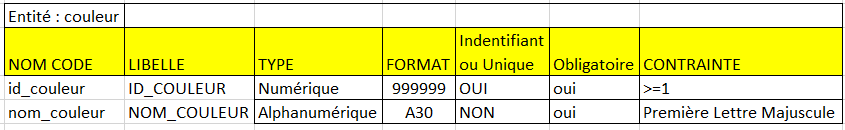 Entité : couleur
Indentifiant
NOM CODE LIBELLE TYPE FORMAT ou Unique Obligatoire CONTRAINTE
id_couleur ID_COULEUR Numérique 999999 OUI oui >=1
nom_couleur NOM_COULEUR Alphanumérique A30 NON oui Première Lettre Majuscule